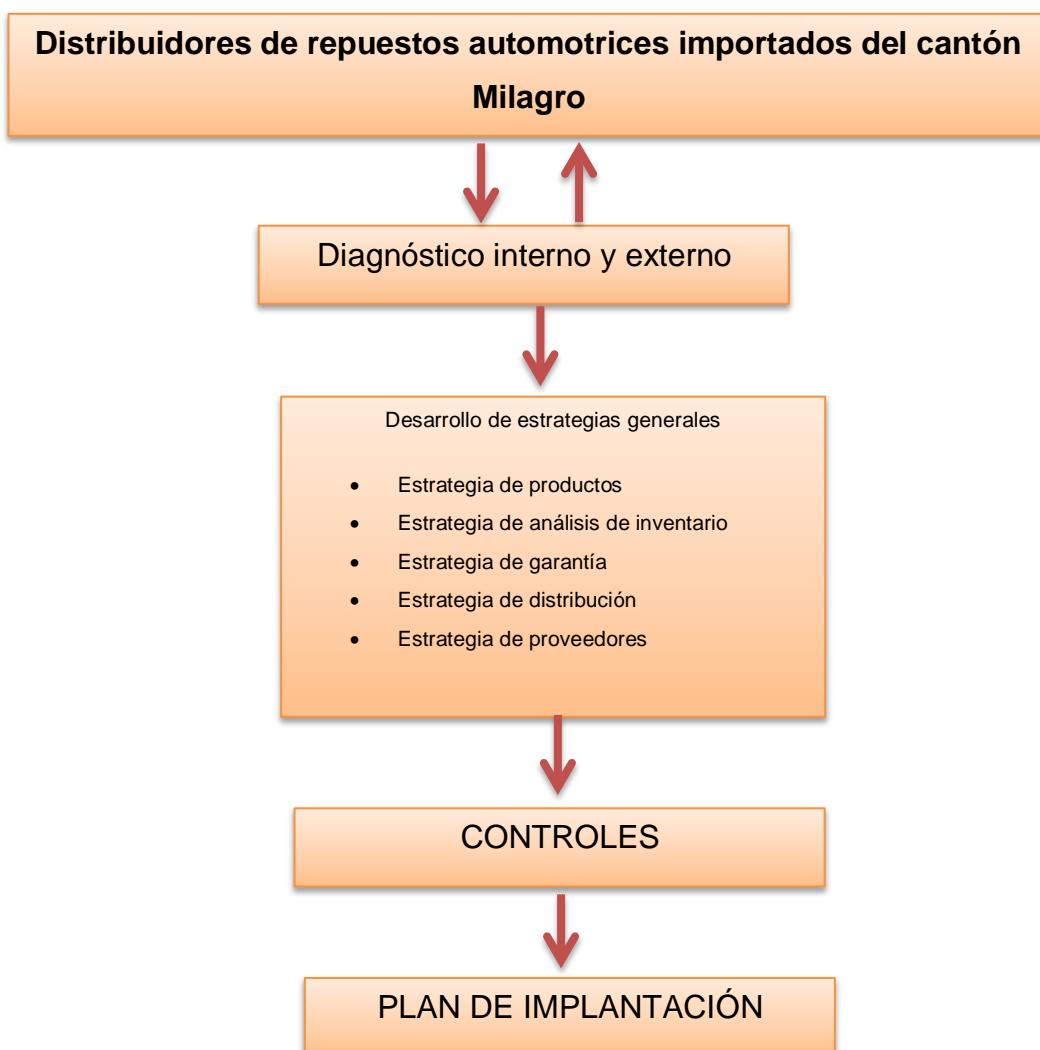 Distribuidores de repuestos automotrices importados del cantón
Milagro
Diagnóstico interno y externo
Desarrollo de estrategias generales
• Estrategia de productos
• Estrategia de análisis de inventario
• Estrategia de garantía
• Estrategia de distribución
• Estrategia de proveedores
CONTROLES
PLAN DE IMPLANTACIÓN